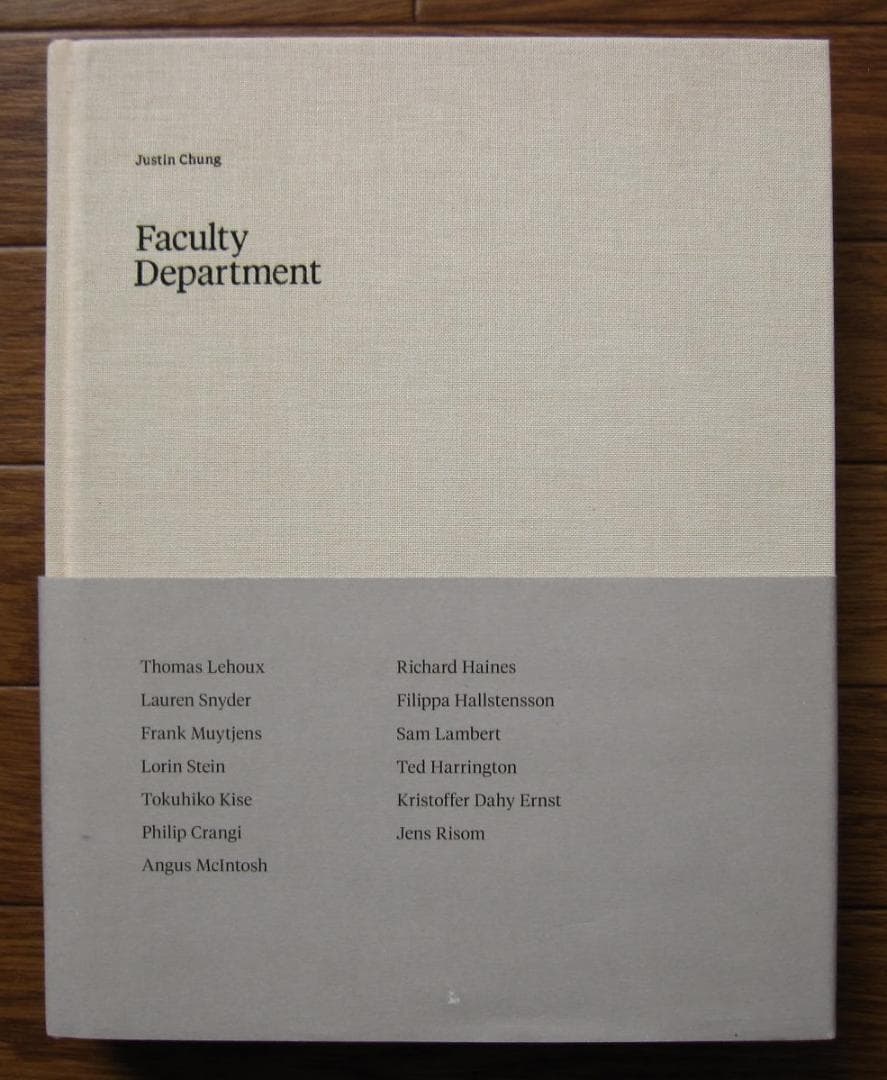 Justin Chung
Faculty
Department
Thomas Lehoux
Lauren Snyder
Frank Muytjens
Lorin Stein
Tokuhiko Kise
Philip Crangi
Angus McIntosh
Richard Haines
Filippa Hallstensson
Sam Lambert
Ted Harrington
Kristoffer Dahy Ernst
Jens Risom